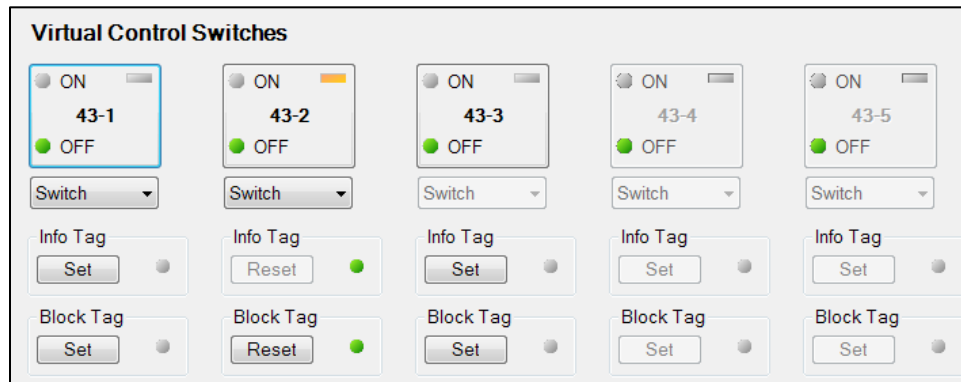 Virtual Control Switches
ON ON ON ON ON
43-1 43-2 43-3 43-4 43-5
OFF OFF OFF OFF OFF
Switch Switch Switch Switch Switch
Info Tag Info Tag Info Tag Info Tag Info Tag
Set Reset Set Set Set
Block Tag Block Tag Block Tag Block Tag Block Tag
Set Reset Set Set Set